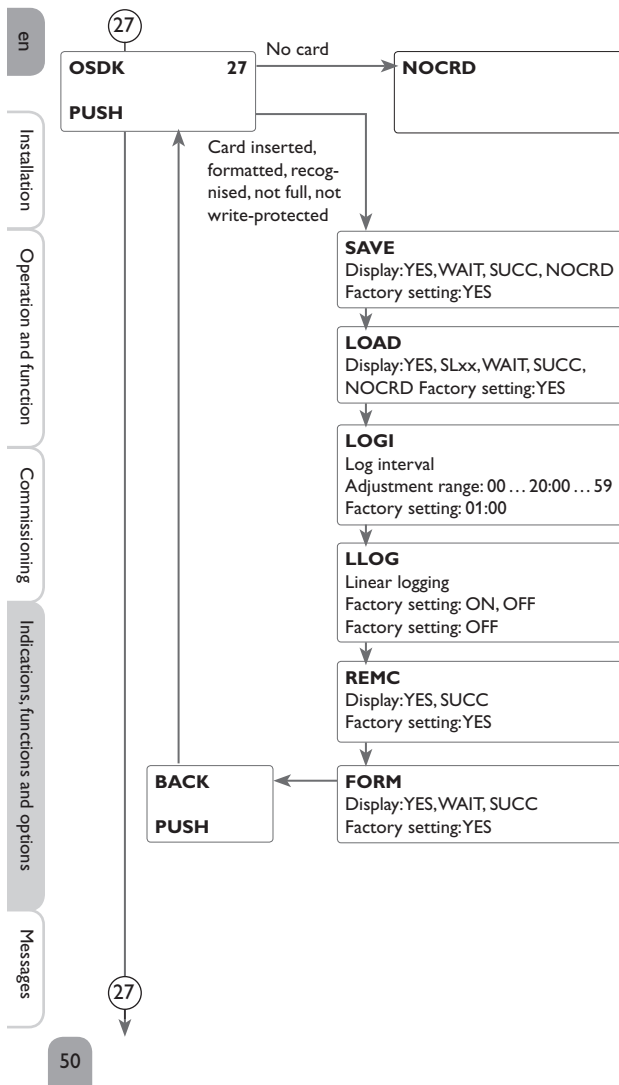 en
Installation
Operation and function
Commissioning
Indications, functions and options
Messages
27
OSDK 27
PUSH
No card
NOCRD
Card inserted,
formatted, recog-
nised, not full, not
write-protected
SAVE
Display:YES,WAIT, SUCC, NOCRD
Factory setting:YES
LOAD
Display:YES, SLxx,WAIT, SUCC,
NOCRD Factory setting:YES
LOGI
Log interval
Adjustment range: 00 … 20:00 … 59
Factory setting: 01:00
LLOG
Linear logging
Factory setting: ON, OFF
Factory setting: OFF
REMC
Display:YES, SUCC
Factory setting:YES
FORM
Display:YES,WAIT, SUCC
Factory setting:YES
BACK
PUSH
27
50